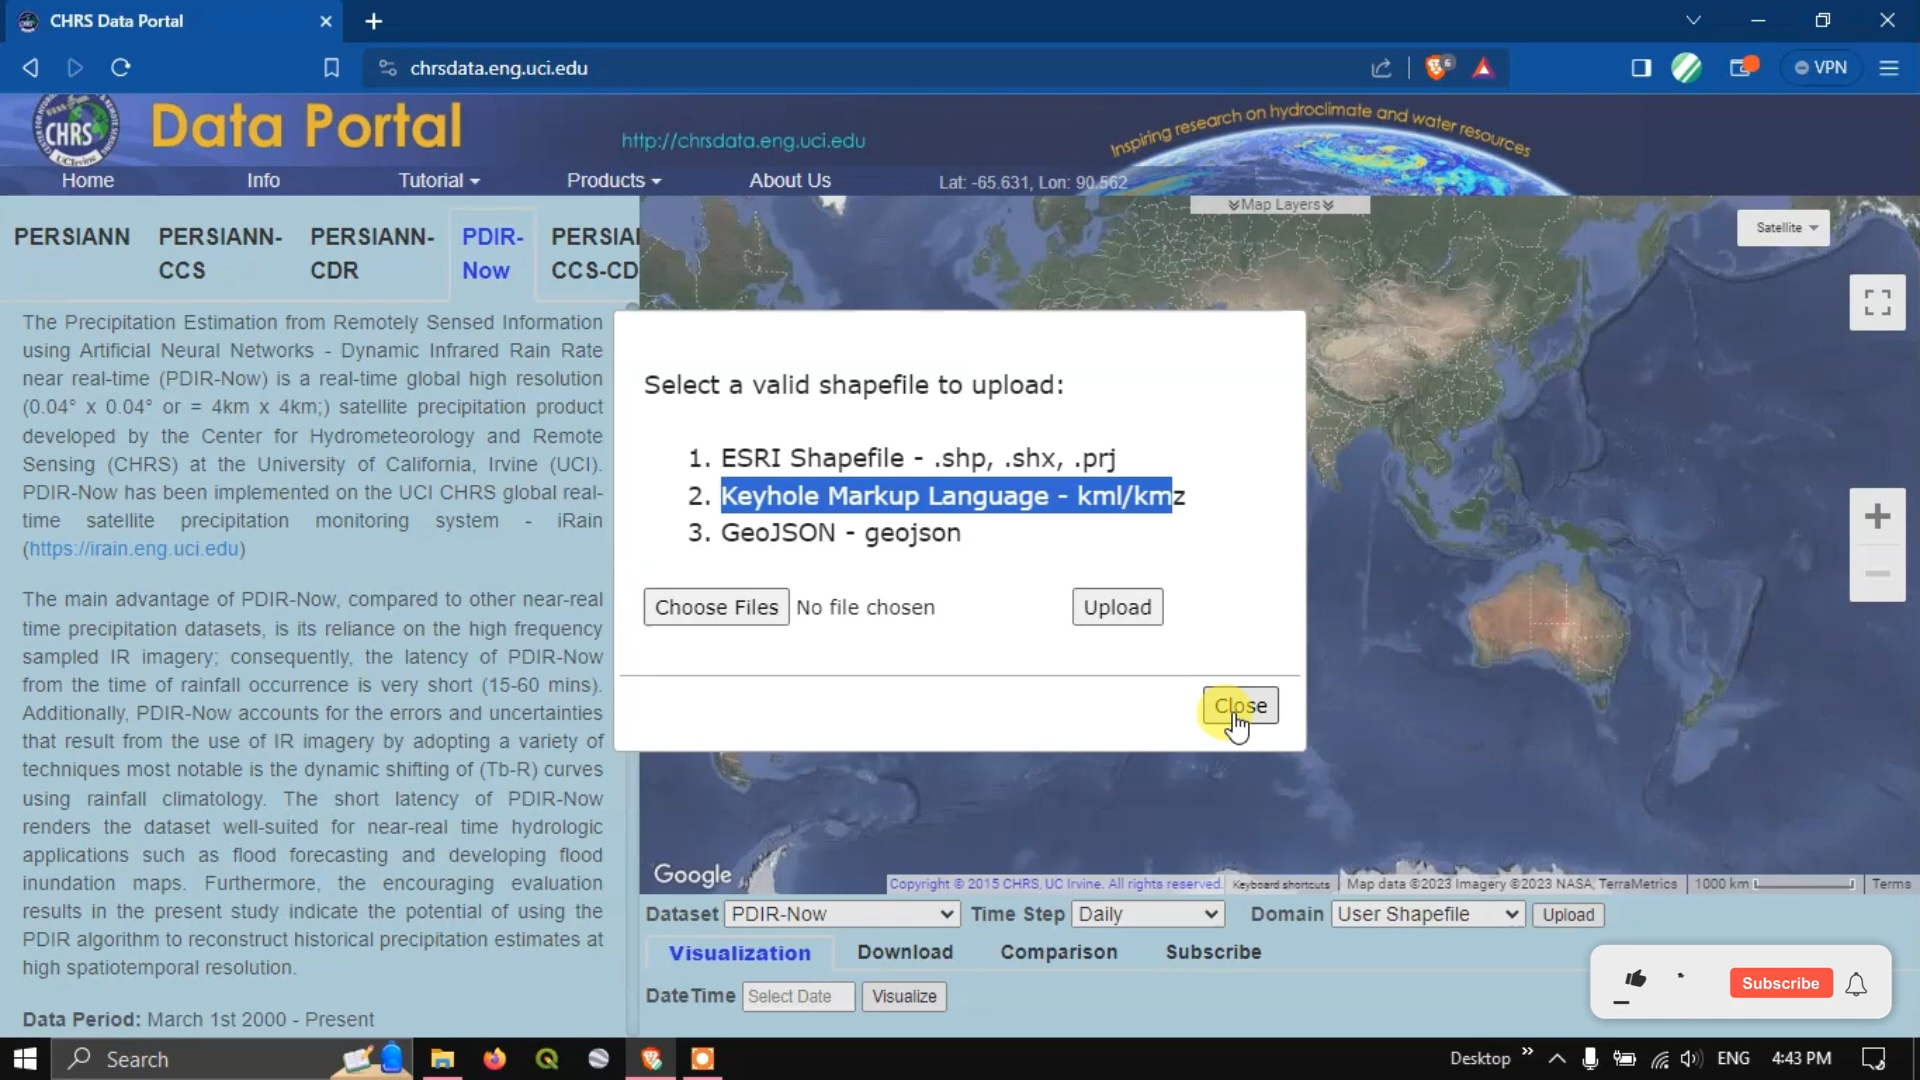 CHRS Data Portal
chrsdata.eng.uci.edu
6
VPN
CHRS
UCIrvine
Data Portal
http://chrsdata.eng.uci.edu
Inspiring research on hydroclimate and water resources
Home
Info
Tutorial
Products
About Us
Lat: -65.631, Lon: 90.562
PERSIANN
PERSIANN-
CCS
PERSIANN-
CDR
PDIR-
Now
PERSIAN
CCS-CD
Map Layers
Satellite
The Precipitation Estimation from Remotely Sensed Information
using Artificial Neural Networks - Dynamic Infrared Rain Rate
near real-time (PDIR-Now) is a real-time global high resolution
(0.04° x 0.04° or = 4km x 4km;) satellite precipitation product
developed by the Center for Hydrometeorology and Remote
Sensing (CHRS) at the University of California, Irvine (UCI).
PDIR-Now has been implemented on the UCI CHRS global real-
time satellite precipitation monitoring system - iRain
(https://irain.eng.uci.edu)
The main advantage of PDIR-Now, compared to other near-real
time precipitation datasets, is its reliance on the high frequency
sampled IR imagery; consequently, the latency of PDIR-Now
from the time of rainfall occurrence is very short (15-60 mins).
Additionally, PDIR-Now accounts for the errors and uncertainties
that result from the use of IR imagery by adopting a variety of
techniques most notable is the dynamic shifting of (Tb-R) curves
using rainfall climatology. The short latency of PDIR-Now
renders the dataset well-suited for near-real time hydrologic
applications such as flood forecasting and developing flood
inundation maps. Furthermore, the encouraging evaluation
results in the present study indicate the potential of using the
PDIR algorithm to reconstruct historical precipitation estimates at
high spatiotemporal resolution.
Data Period: March 1st 2000 - Present
Select a valid shapefile to upload:
1. ESRI Shapefile - .shp, .shx, .prj
2. Keyhole Markup Language - kml/kmz
3. GeoJSON - geojson
Choose Files No file chosen
Upload
Close
Google
Copyright © 2015 CHRS, UC Irvine. All rights reserved. Keyboard shortcuts Map data ©2023 Imagery ©2023 NASA, TerraMetrics 1000 km Terms
Dataset PDIR-Now Time Step Daily Domain User Shapefile Upload
Visualization Download Comparison Subscribe
DateTime Select Date Visualize
Subscribe
Search
Desktop
ENG
4:43 PM